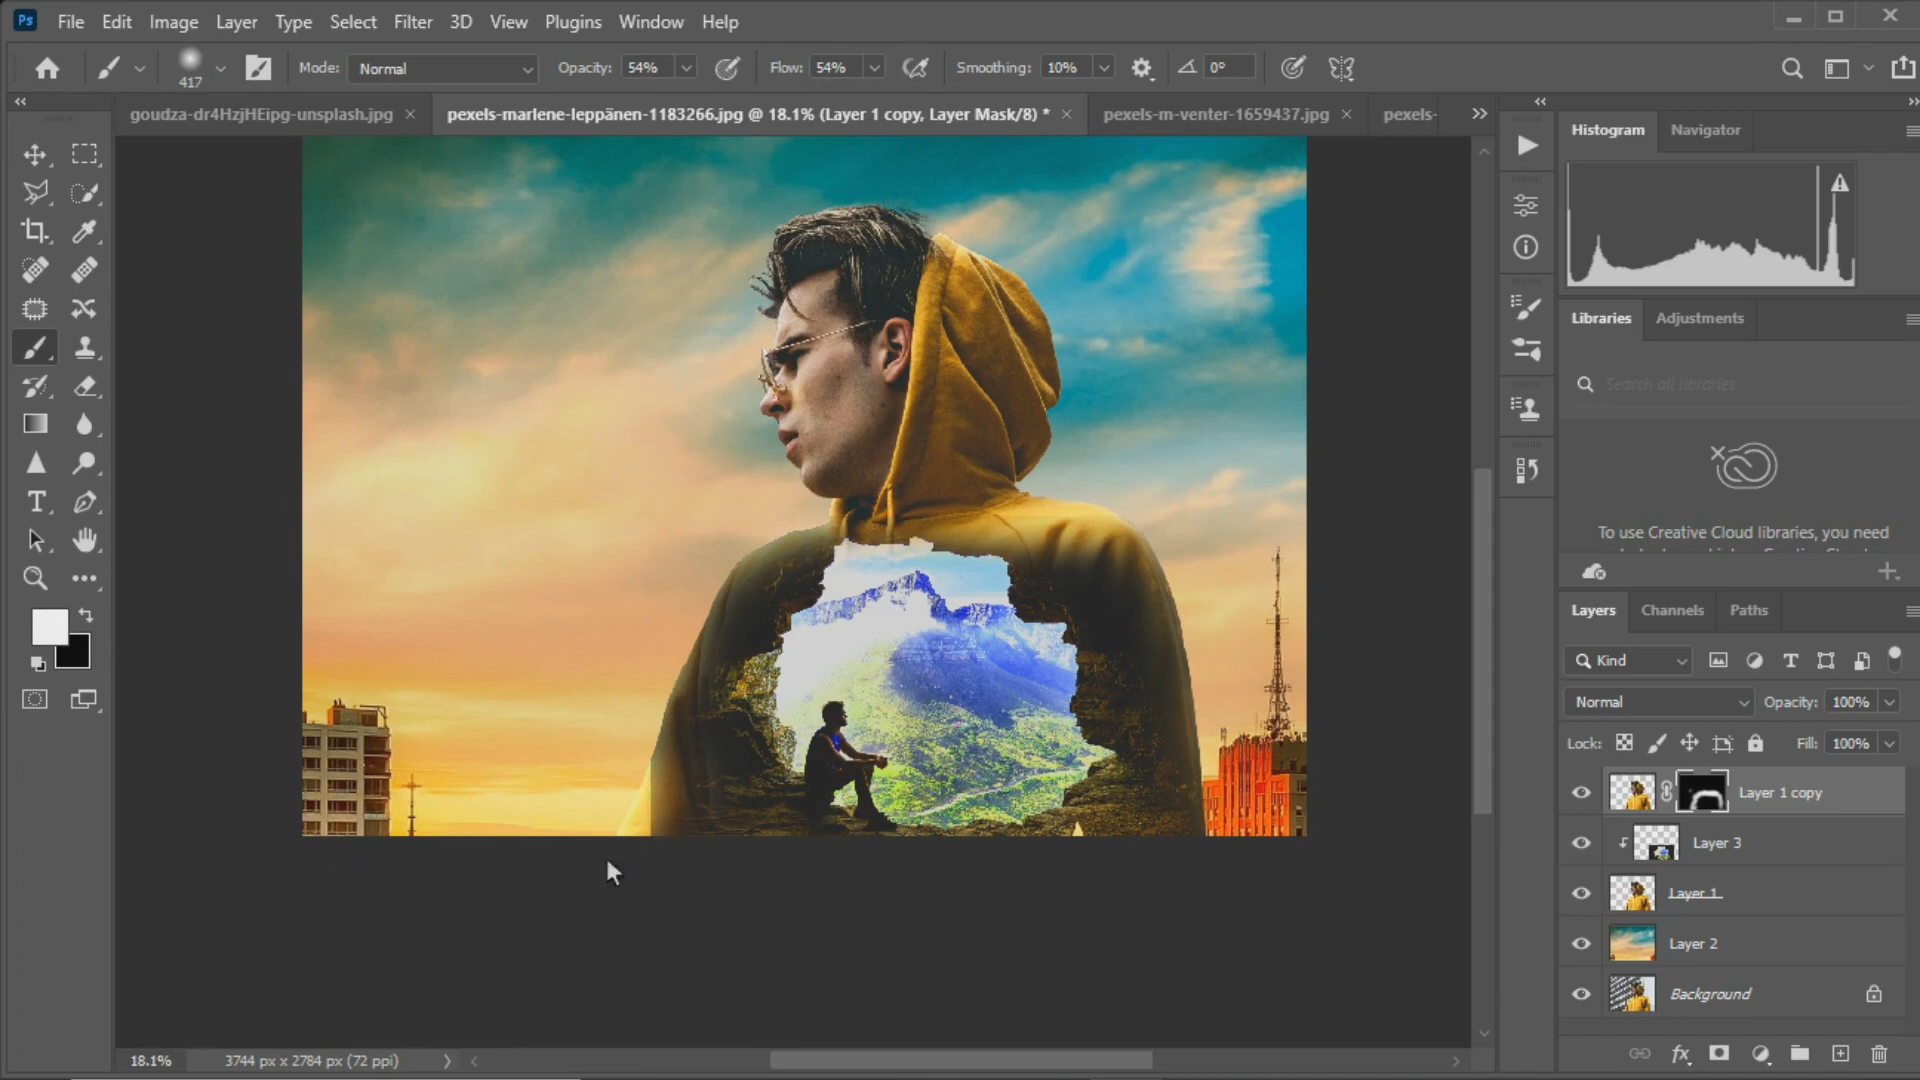 Ps File Edit Image Layer Type Select Filter 3D View Plugins Window Help
417 Mode: Normal Opacity: 54% Flow: 54% Smoothing: 10% 0°
goudza-dr4HzjHEipg-unsplash.jpg pexels-marlene-leppänen-1183266.jpg @ 18.1% (Layer 1 copy, Layer Mask/8) * pexels-m-venter-1659437.jpg pexels-
Histogram Navigator
Libraries Adjustments
Search all libraries
To use Creative Cloud libraries, you need
Layers Channels Paths
Kind
Normal Opacity: 100%
Lock: Fill: 100%
Layer 1 copy
Layer 3
Layer 1
Layer 2
Background
18.1% 3744 px x 2784 px (72 ppi)